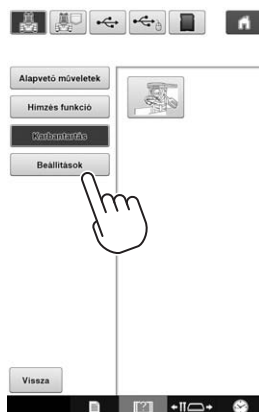 Alapvető műveletek
Hímzés funkció
Karbantartás
Beállítások
Vissza